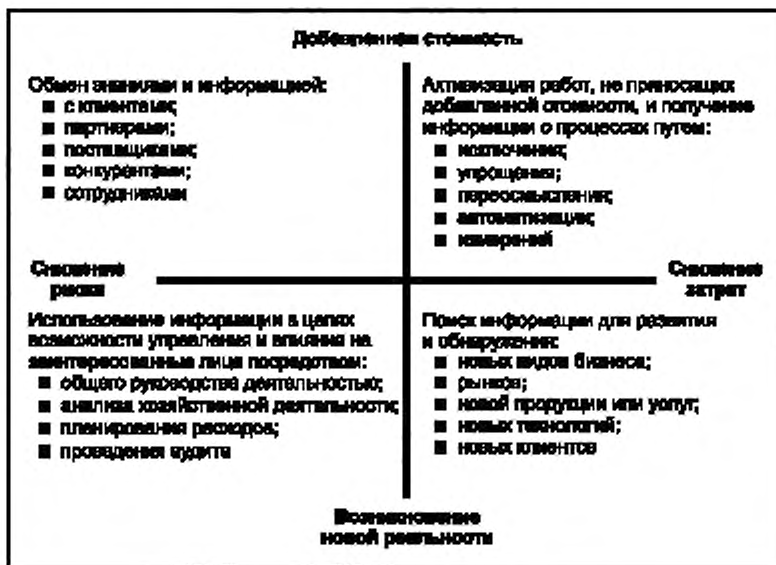 Добавленная стоимость
Обмен знаниями и информацией:
■ с клиентами;
■ партнерами;
■ поставщиками;
■ конкурентами;
■ сотрудниками
Активизация работ, не приносящих
добавленной стоимости, и получение
информации о процессах путем:
■ исключения;
■ упрощения;
■ переосмысления;
■ автоматизации;
■ измерений
Снижение
риска
Снижение
затрат
Использование информации в целях
возможности управления и влияния на
заинтересованные лица посредством:
■ общего руководства деятельностью;
■ анализа хозяйственной деятельности;
■ планирования расходов;
■ проведения аудита
Поиск информации для развития
и обнаружения:
■ новых видов бизнеса;
■ рынков;
■ новой продукции или услуг;
■ новых технологий;
■ новых клиентов
Возникновение
новой реальности